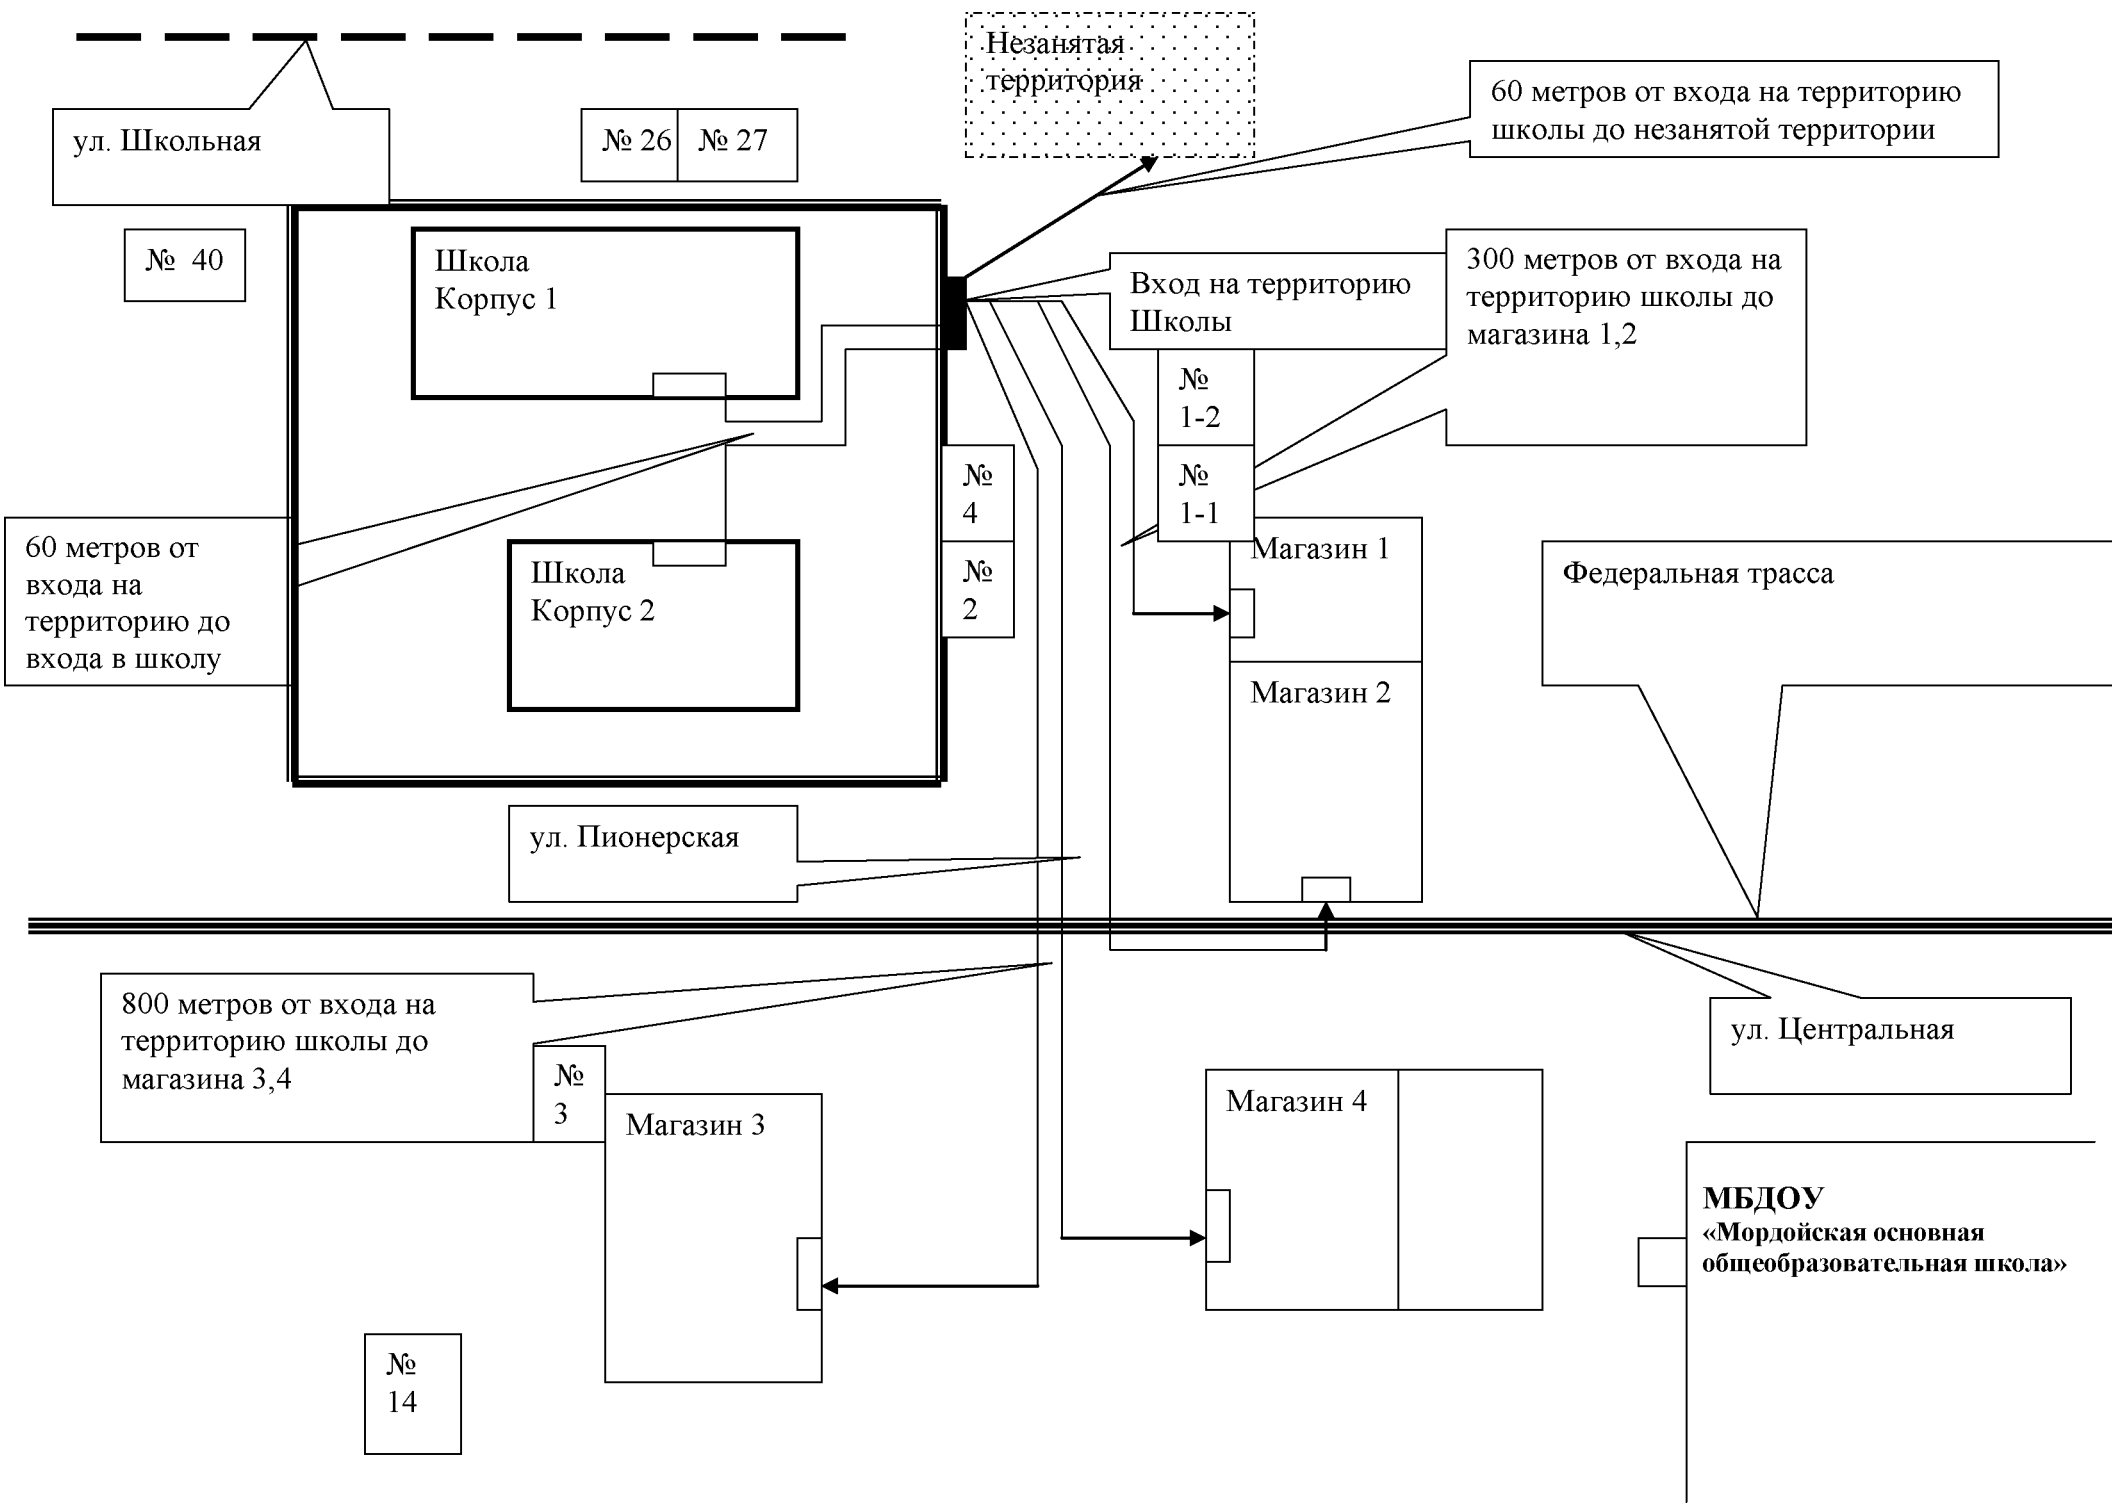 Незанятая
территория
60 метров от входа на территорию
школы до незанятой территории
ул. Школьная
№ 26
№ 27
№ 40
Школа
Корпус 1
Вход на территорию
Школы
300 метров от входа на
территорию школы до
магазина 1,2
№
1-2
№
1-1
№
4
№
2
60 метров от
входа на
территорию до
входа в школу
Школа
Корпус 2
Магазин 1
Магазин 2
Федеральная трасса
ул. Пионерская
800 метров от входа на
территорию школы до
магазина 3,4
ул. Центральная
№
3
Магазин 3
Магазин 4
МБДОУ
«Мордойская основная
общеобразовательная школа»
№
14